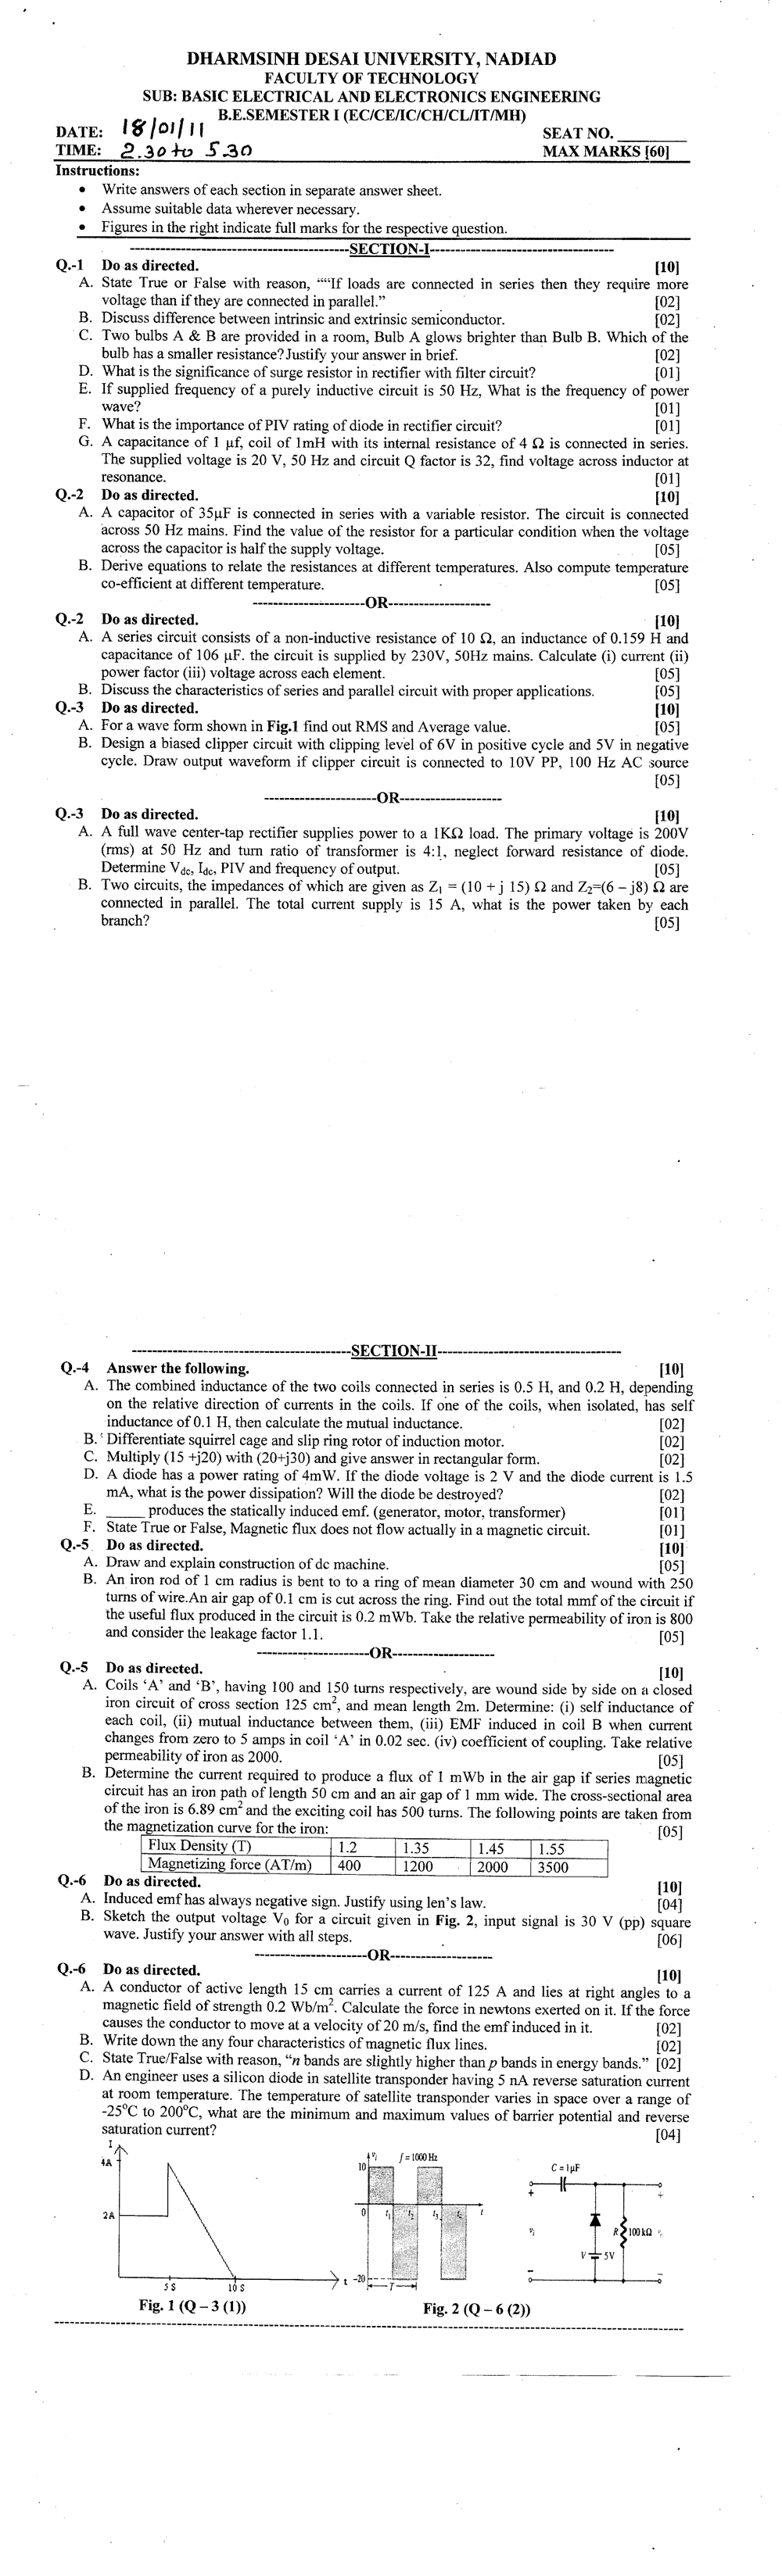 DHARMSINH DESAI UNIVERSITY, NADIAD
FACULTY OF TECHNOLOGY
SUB: BASIC ELECTRICAL AND ELECTRONICS ENGINEERING
B.E.SEMESTER I (EC/CE/IC/CH/CL/IT/MH)
DATE: 18/01/11 SEAT NO. ________
TIME: 2.30 to 5.30 MAX MARKS [60]
Instructions:
• Write answers of each section in separate answer sheet.
• Assume suitable data wherever necessary.
• Figures in the right indicate full marks for the respective question.
-------------------------------------------SECTION-I------------------------------------
Q.-1 Do as directed. [10]
A. State True or False with reason, ““If loads are connected in series then they require more
voltage than if they are connected in parallel.” [02]
B. Discuss difference between intrinsic and extrinsic semiconductor. [02]
C. Two bulbs A & B are provided in a room, Bulb A glows brighter than Bulb B. Which of the
bulb has a smaller resistance? Justify your answer in brief. [02]
D. What is the significance of surge resistor in rectifier with filter circuit? [01]
E. If supplied frequency of a purely inductive circuit is 50 Hz, What is the frequency of power
wave? [01]
F. What is the importance of PIV rating of diode in rectifier circuit? [01]
G. A capacitance of 1 μf, coil of 1mH with its internal resistance of 4 Ω is connected in series.
The supplied voltage is 20 V, 50 Hz and circuit Q factor is 32, find voltage across inductor at
resonance. [01]
Q.-2 Do as directed. [10]
A. A capacitor of 35μF is connected in series with a variable resistor. The circuit is connected
across 50 Hz mains. Find the value of the resistor for a particular condition when the voltage
across the capacitor is half the supply voltage. [05]
B. Derive equations to relate the resistances at different temperatures. Also compute temperature
co-efficient at different temperature. [05]
----------------------OR--------------------
Q.-2 Do as directed. [10]
A. A series circuit consists of a non-inductive resistance of 10 Ω, an inductance of 0.159 H and
capacitance of 106 μF. the circuit is supplied by 230V, 50Hz mains. Calculate (i) current (ii)
power factor (iii) voltage across each element. [05]
B. Discuss the characteristics of series and parallel circuit with proper applications. [05]
Q.-3 Do as directed. [10]
A. For a wave form shown in Fig.1 find out RMS and Average value. [05]
B. Design a biased clipper circuit with clipping level of 6V in positive cycle and 5V in negative
cycle. Draw output waveform if clipper circuit is connected to 10V PP, 100 Hz AC source
[05]
----------------------OR--------------------
Q.-3 Do as directed. [10]
A. A full wave center-tap rectifier supplies power to a 1KΩ load. The primary voltage is 200V
(rms) at 50 Hz and turn ratio of transformer is 4:1, neglect forward resistance of diode.
Determine Vdc, Idc, PIV and frequency of output. [05]
B. Two circuits, the impedances of which are given as Z1 = (10 + j 15) Ω and Z2=(6 – j8) Ω are
connected in parallel. The total current supply is 15 A, what is the power taken by each
branch? [05]
-------------------------------------------SECTION-II------------------------------------
Q.-4 Answer the following. [10]
A. The combined inductance of the two coils connected in series is 0.5 H, and 0.2 H, depending
on the relative direction of currents in the coils. If one of the coils, when isolated, has self
inductance of 0.1 H, then calculate the mutual inductance. [02]
B. Differentiate squirrel cage and slip ring rotor of induction motor. [02]
C. Multiply (15 +j20) with (20+j30) and give answer in rectangular form. [02]
D. A diode has a power rating of 4mW. If the diode voltage is 2 V and the diode current is 1.5
mA, what is the power dissipation? Will the diode be destroyed? [02]
E. _____ produces the statically induced emf. (generator, motor, transformer) [01]
F. State True or False, Magnetic flux does not flow actually in a magnetic circuit. [01]
Q.-5 Do as directed. [10]
A. Draw and explain construction of dc machine. [05]
B. An iron rod of 1 cm radius is bent to to a ring of mean diameter 30 cm and wound with 250
turns of wire.An air gap of 0.1 cm is cut across the ring. Find out the total mmf of the circuit if
the useful flux produced in the circuit is 0.2 mWb. Take the relative permeability of iron is 800
and consider the leakage factor 1.1. [05]
----------------------OR--------------------
Q.-5 Do as directed. [10]
A. Coils ‘A’ and ‘B’, having 100 and 150 turns respectively, are wound side by side on a closed
iron circuit of cross section 125 cm2, and mean length 2m. Determine: (i) self inductance of
each coil, (ii) mutual inductance between them, (iii) EMF induced in coil B when current
changes from zero to 5 amps in coil ‘A’ in 0.02 sec. (iv) coefficient of coupling. Take relative
permeability of iron as 2000. [05]
B. Determine the current required to produce a flux of 1 mWb in the air gap if series magnetic
circuit has an iron path of length 50 cm and an air gap of 1 mm wide. The cross-sectional area
of the iron is 6.89 cm2 and the exciting coil has 500 turns. The following points are taken from
the magnetization curve for the iron: [05]
Flux Density (T) 1.2 1.35 1.45 1.55
Magnetizing force (AT/m) 400 1200 2000 3500
Q.-6 Do as directed. [10]
A. Induced emf has always negative sign. Justify using len’s law. [04]
B. Sketch the output voltage V0 for a circuit given in Fig. 2, input signal is 30 V (pp) square
wave. Justify your answer with all steps. [06]
----------------------OR--------------------
Q.-6 Do as directed. [10]
A. A conductor of active length 15 cm carries a current of 125 A and lies at right angles to a
magnetic field of strength 0.2 Wb/m2. Calculate the force in newtons exerted on it. If the force
causes the conductor to move at a velocity of 20 m/s, find the emf induced in it. [02]
B. Write down the any four characteristics of magnetic flux lines. [02]
C. State True/False with reason, “n bands are slightly higher than p bands in energy bands.” [02]
D. An engineer uses a silicon diode in satellite transponder having 5 nA reverse saturation current
at room temperature. The temperature of satellite transponder varies in space over a range of
-25°C to 200°C, what are the minimum and maximum values of barrier potential and reverse
saturation current? [04]
I
4A
2A
5 S 10 S t
vi f = 1000 Hz
10
0 t1 t2 t3 t4 t
-20
T
C = 1μF
+ +
vi R 100 kΩ
V 5V
– –
Fig. 1 (Q – 3 (1)) Fig. 2 (Q – 6 (2))